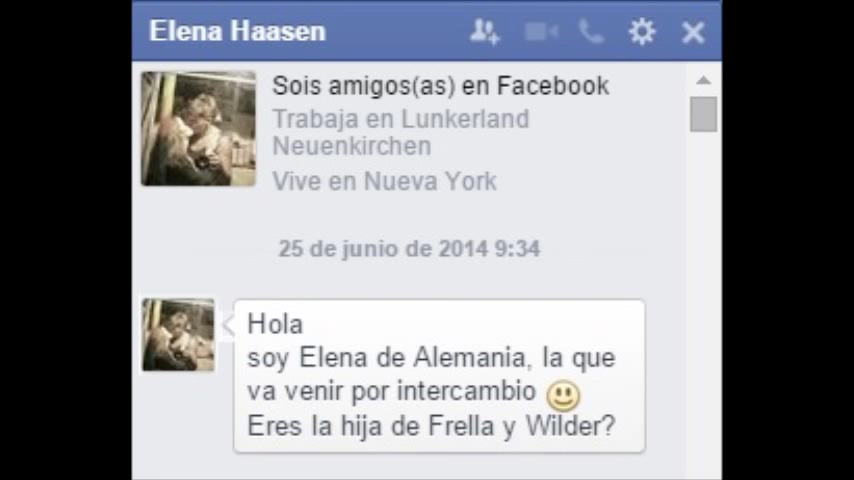 Elena Haasen
Sois amigos(as) en Facebook
Trabaja en Lunkerland
Neuenkirchen
Vive en Nueva York
25 de junio de 2014 9:34
Hola
soy Elena de Alemania, la que
va venir por intercambio
Eres la hija de Frella y Wilder?